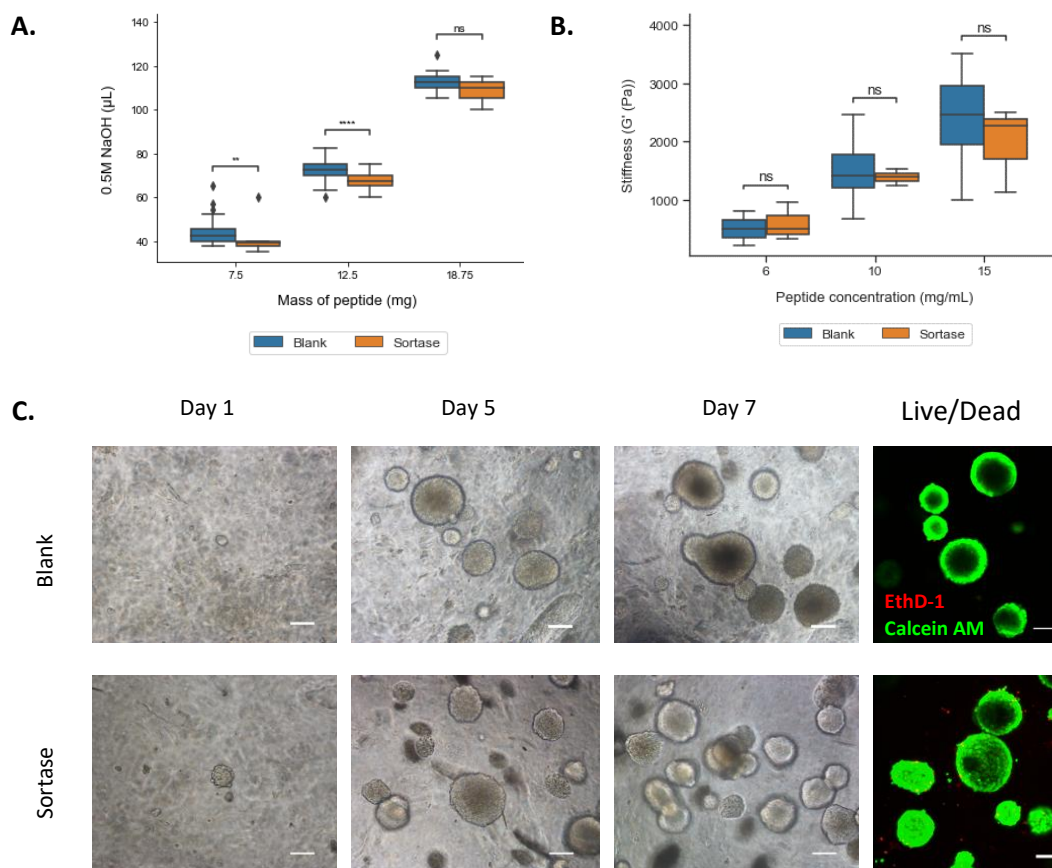 A.
140
120
100
80
60
40
0.5M NaOH (µL)
**
****
ns
7.5
12.5
18.75
Mass of peptide (mg)
Blank
Sortase
B.
4000
3000
2000
1000
Stiffness (G' (Pa))
ns
ns
ns
6
10
15
Peptide concentration (mg/mL)
Blank
Sortase
C.
Day 1
Day 5
Day 7
Live/Dead
Blank
EthD-1
Calcein AM
Sortase